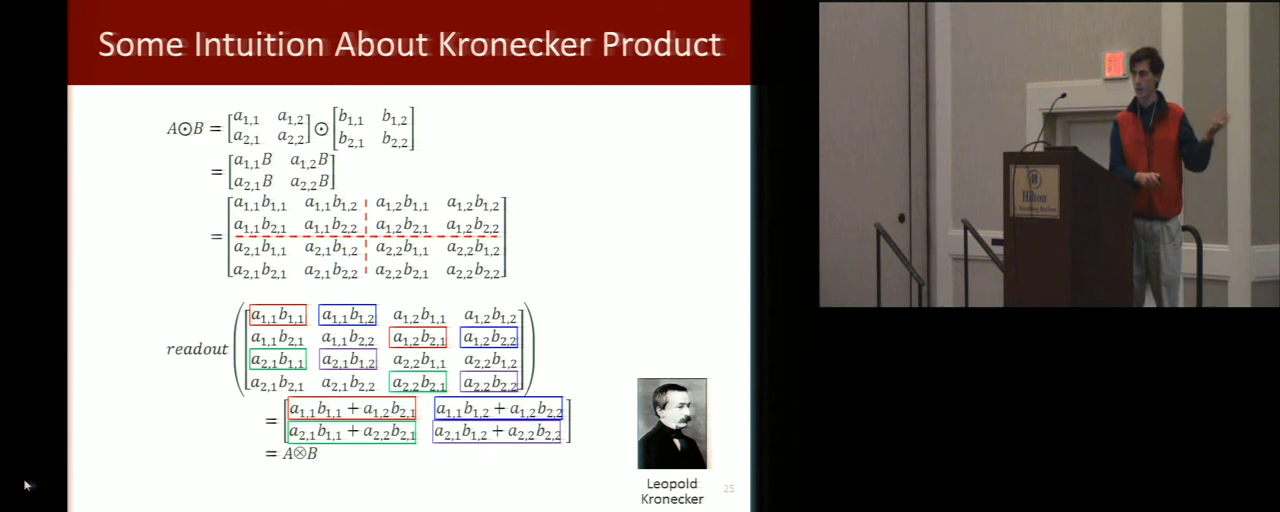 Some Intuition About Kronecker Product
A⊙B = [a₁,₁ a₁,₂; a₂,₁ a₂,₂] ⊙ [b₁,₁ b₁,₂; b₂,₁ b₂,₂]
= [a₁,₁B a₁,₂B; a₂,₁B a₂,₂B]
= [a₁,₁b₁,₁ a₁,₁b₁,₂ a₁,₂b₁,₁ a₁,₂b₁,₂
a₁,₁b₂,₁ a₁,₁b₂,₂ a₁,₂b₂,₁ a₁,₂b₂,₂
a₂,₁b₁,₁ a₂,₁b₁,₂ a₂,₂b₁,₁ a₂,₂b₁,₂
a₂,₁b₂,₁ a₂,₁b₂,₂ a₂,₂b₂,₁ a₂,₂b₂,₂]
readout ([a₁,₁b₁,₁ a₁,₁b₁,₂ a₁,₂b₁,₁ a₁,₂b₁,₂
a₁,₁b₂,₁ a₁,₁b₂,₂ a₁,₂b₂,₁ a₁,₂b₂,₂
a₂,₁b₁,₁ a₂,₁b₁,₂ a₂,₂b₁,₁ a₂,₂b₁,₂
a₂,₁b₂,₁ a₂,₁b₂,₂ a₂,₂b₂,₁ a₂,₂b₂,₂])
= [a₁,₁b₁,₁ + a₁,₂b₂,₁ a₁,₁b₁,₂ + a₁,₂b₂,₂
a₂,₁b₁,₁ + a₂,₂b₂,₁ a₂,₁b₁,₂ + a₂,₂b₂,₂]
= A⊗B
Leopold
Kronecker
25
Hilton